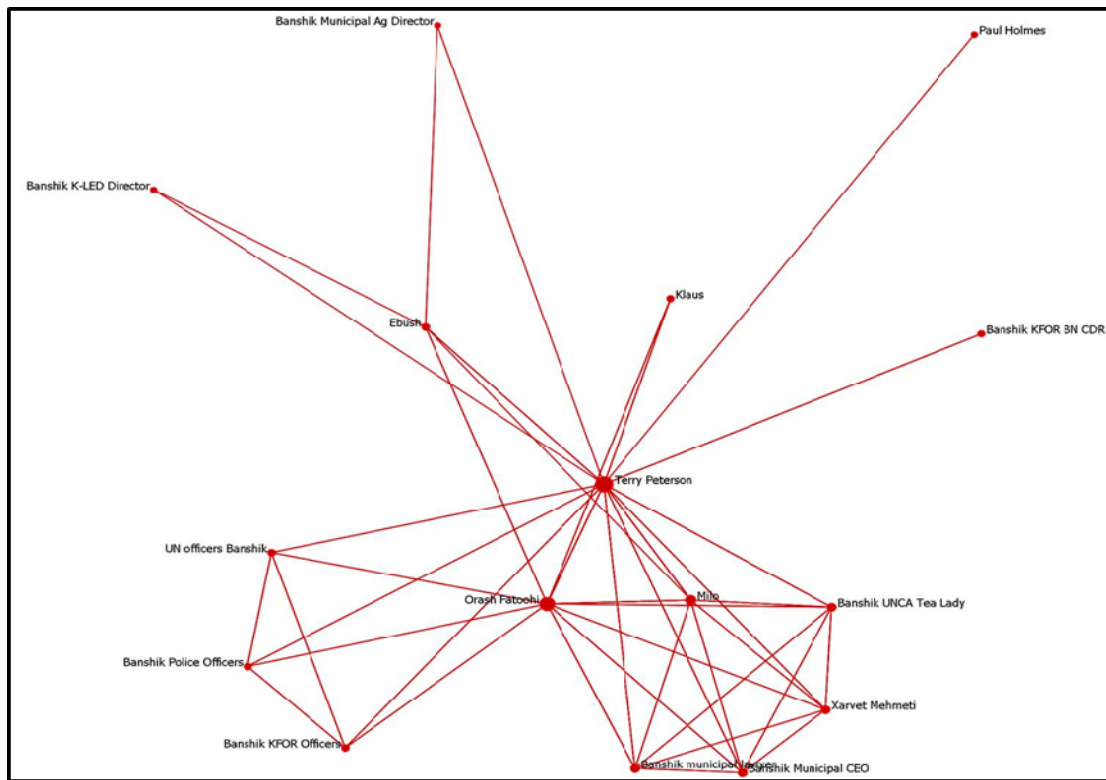 Banshik Municipal Ag Director
Paul Holmes
Banshik K-LED Director
Klaus
Ebush
Banshik KFOR BN CDR
Terry Peterson
UN officers Banshik
Orash Fatoohi
Milo
Banshik UNCA Tea Lady
Banshik Police Officers
Xarvet Mehmeti
Banshik KFOR Officers
Banshik municipal
Banshik Municipal CEO